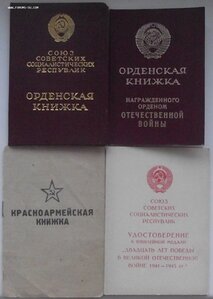 СОЮЗ
СОВЕТСКИХ
СОЦИАЛИСТИЧЕСКИХ
РЕСПУБЛИК
ОРДЕНСКАЯ
КНИЖКА
ОРДЕНСКАЯ
КНИЖКА
НАГРАЖДЕННОГО
ОРДЕНОМ
ОТЕЧЕСТВЕННОЙ
ВОЙНЫ
КРАСНОАРМЕЙСКАЯ
КНИЖКА
СОЮЗ
СОВЕТСКИХ
СОЦИАЛИСТИЧЕСКИХ
РЕСПУБЛИК
УДОСТОВЕРЕНИЕ
К ЮБИЛЕЙНОЙ МЕДАЛИ
„ДВАДЦАТЬ ЛЕТ ПОБЕДЫ
В ВЕЛИКОЙ ОТЕЧЕСТВЕННОЙ
ВОЙНЕ 1941—1945 гг.“